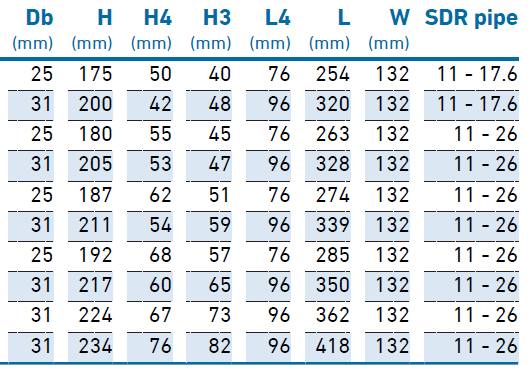 Db H H4 H3 L4 L W SDR pipe
(mm) (mm) (mm) (mm) (mm) (mm) (mm)
25 175 50 40 76 254 132 11 - 17.6
31 200 42 48 96 320 132 11 - 17.6
25 180 55 45 76 263 132 11 - 26
31 205 53 47 96 328 132 11 - 26
25 187 62 51 76 274 132 11 - 26
31 211 54 59 96 339 132 11 - 26
25 192 68 57 76 285 132 11 - 26
31 217 60 65 96 350 132 11 - 26
31 224 67 73 96 362 132 11 - 26
31 234 76 82 96 418 132 11 - 26